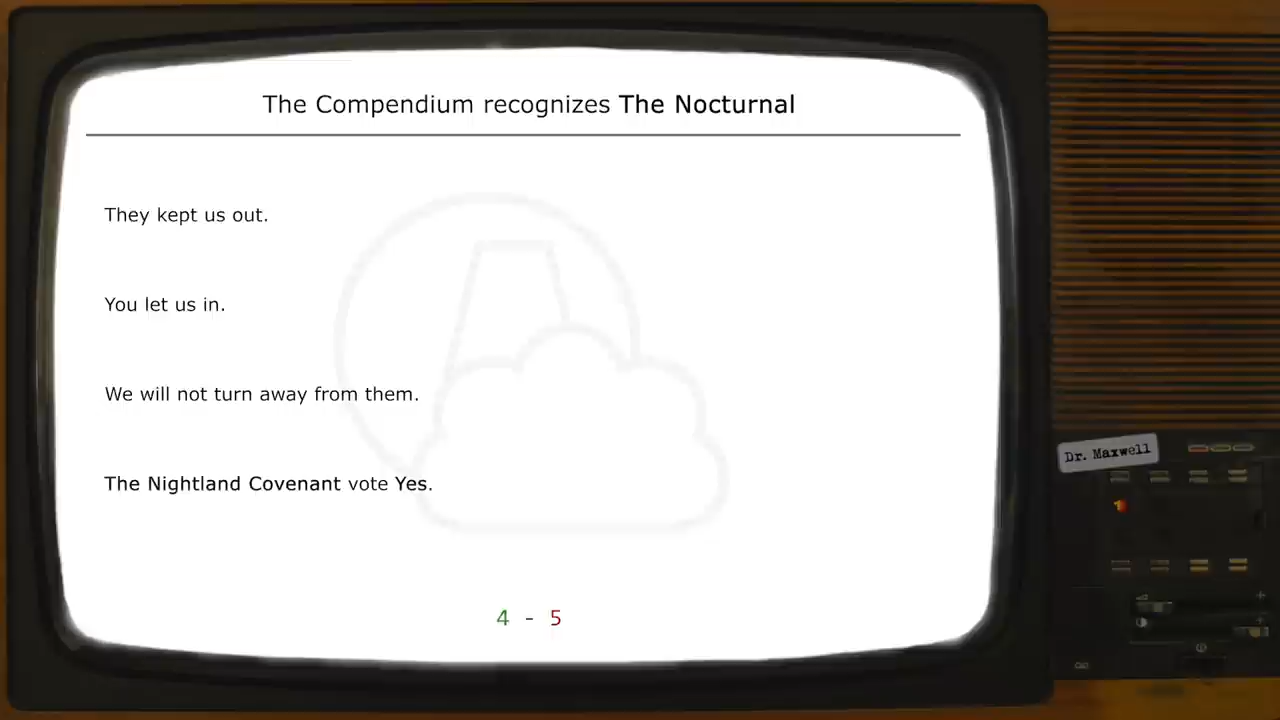 The Compendium recognizes The Nocturnal
They kept us out.
You let us in.
We will not turn away from them.
The Nightland Covenant vote Yes.
4 - 5
Dr. Maxwell